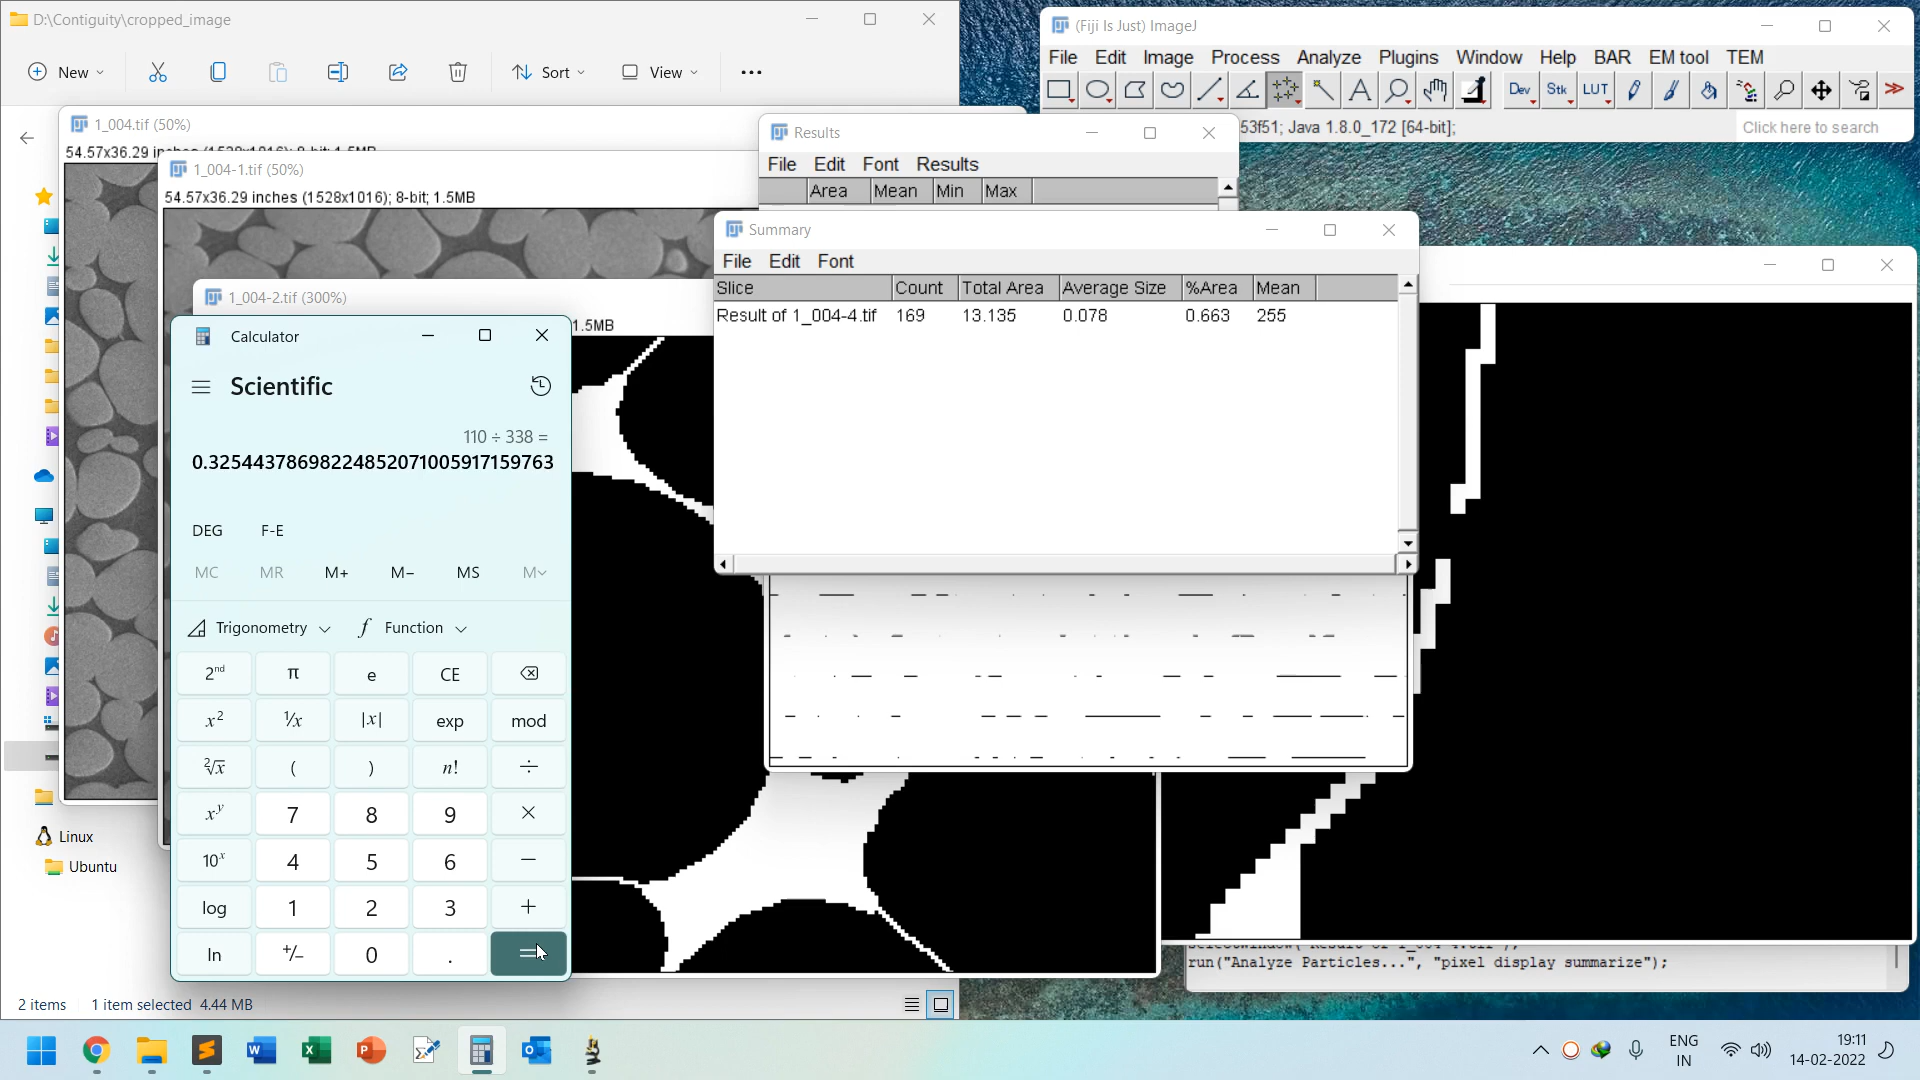 D:\Contiguity\cropped_image
New
Sort
View
1_004.tif (50%)
1_004-1.tif (50%)
54.57x36.29 inches (1528x1016); 8-bit; 1.5MB
1_004-2.tif (300%)
1.5MB
Calculator
Scientific
110 ÷ 338 =
0.32544378698224852071005917159763
DEG F-E
MC MR M+ M− MS M
Trigonometry Function
2nd π e CE
x2 1/x |x| exp mod
2√x ( ) n! ÷
xy 7 8 9 ×
10x 4 5 6 −
log 1 2 3 +
ln +/− 0 . =
Linux
Ubuntu
2 items 1 item selected 4.44 MB
(Fiji Is Just) ImageJ
File Edit Image Process Analyze Plugins Window Help BAR EM tool TEM
A Dev Stk LUT
53f51; Java 1.8.0_172 [64-bit];
Click here to search
Results
File Edit Font Results
Area Mean Min Max
Summary
File Edit Font
Slice Count Total Area Average Size %Area Mean
Result of 1_004-4.tif 169 13.135 0.078 0.663 255
run("Analyze Particles...", "pixel display summarize");
ENG
IN
19:11
14-02-2022